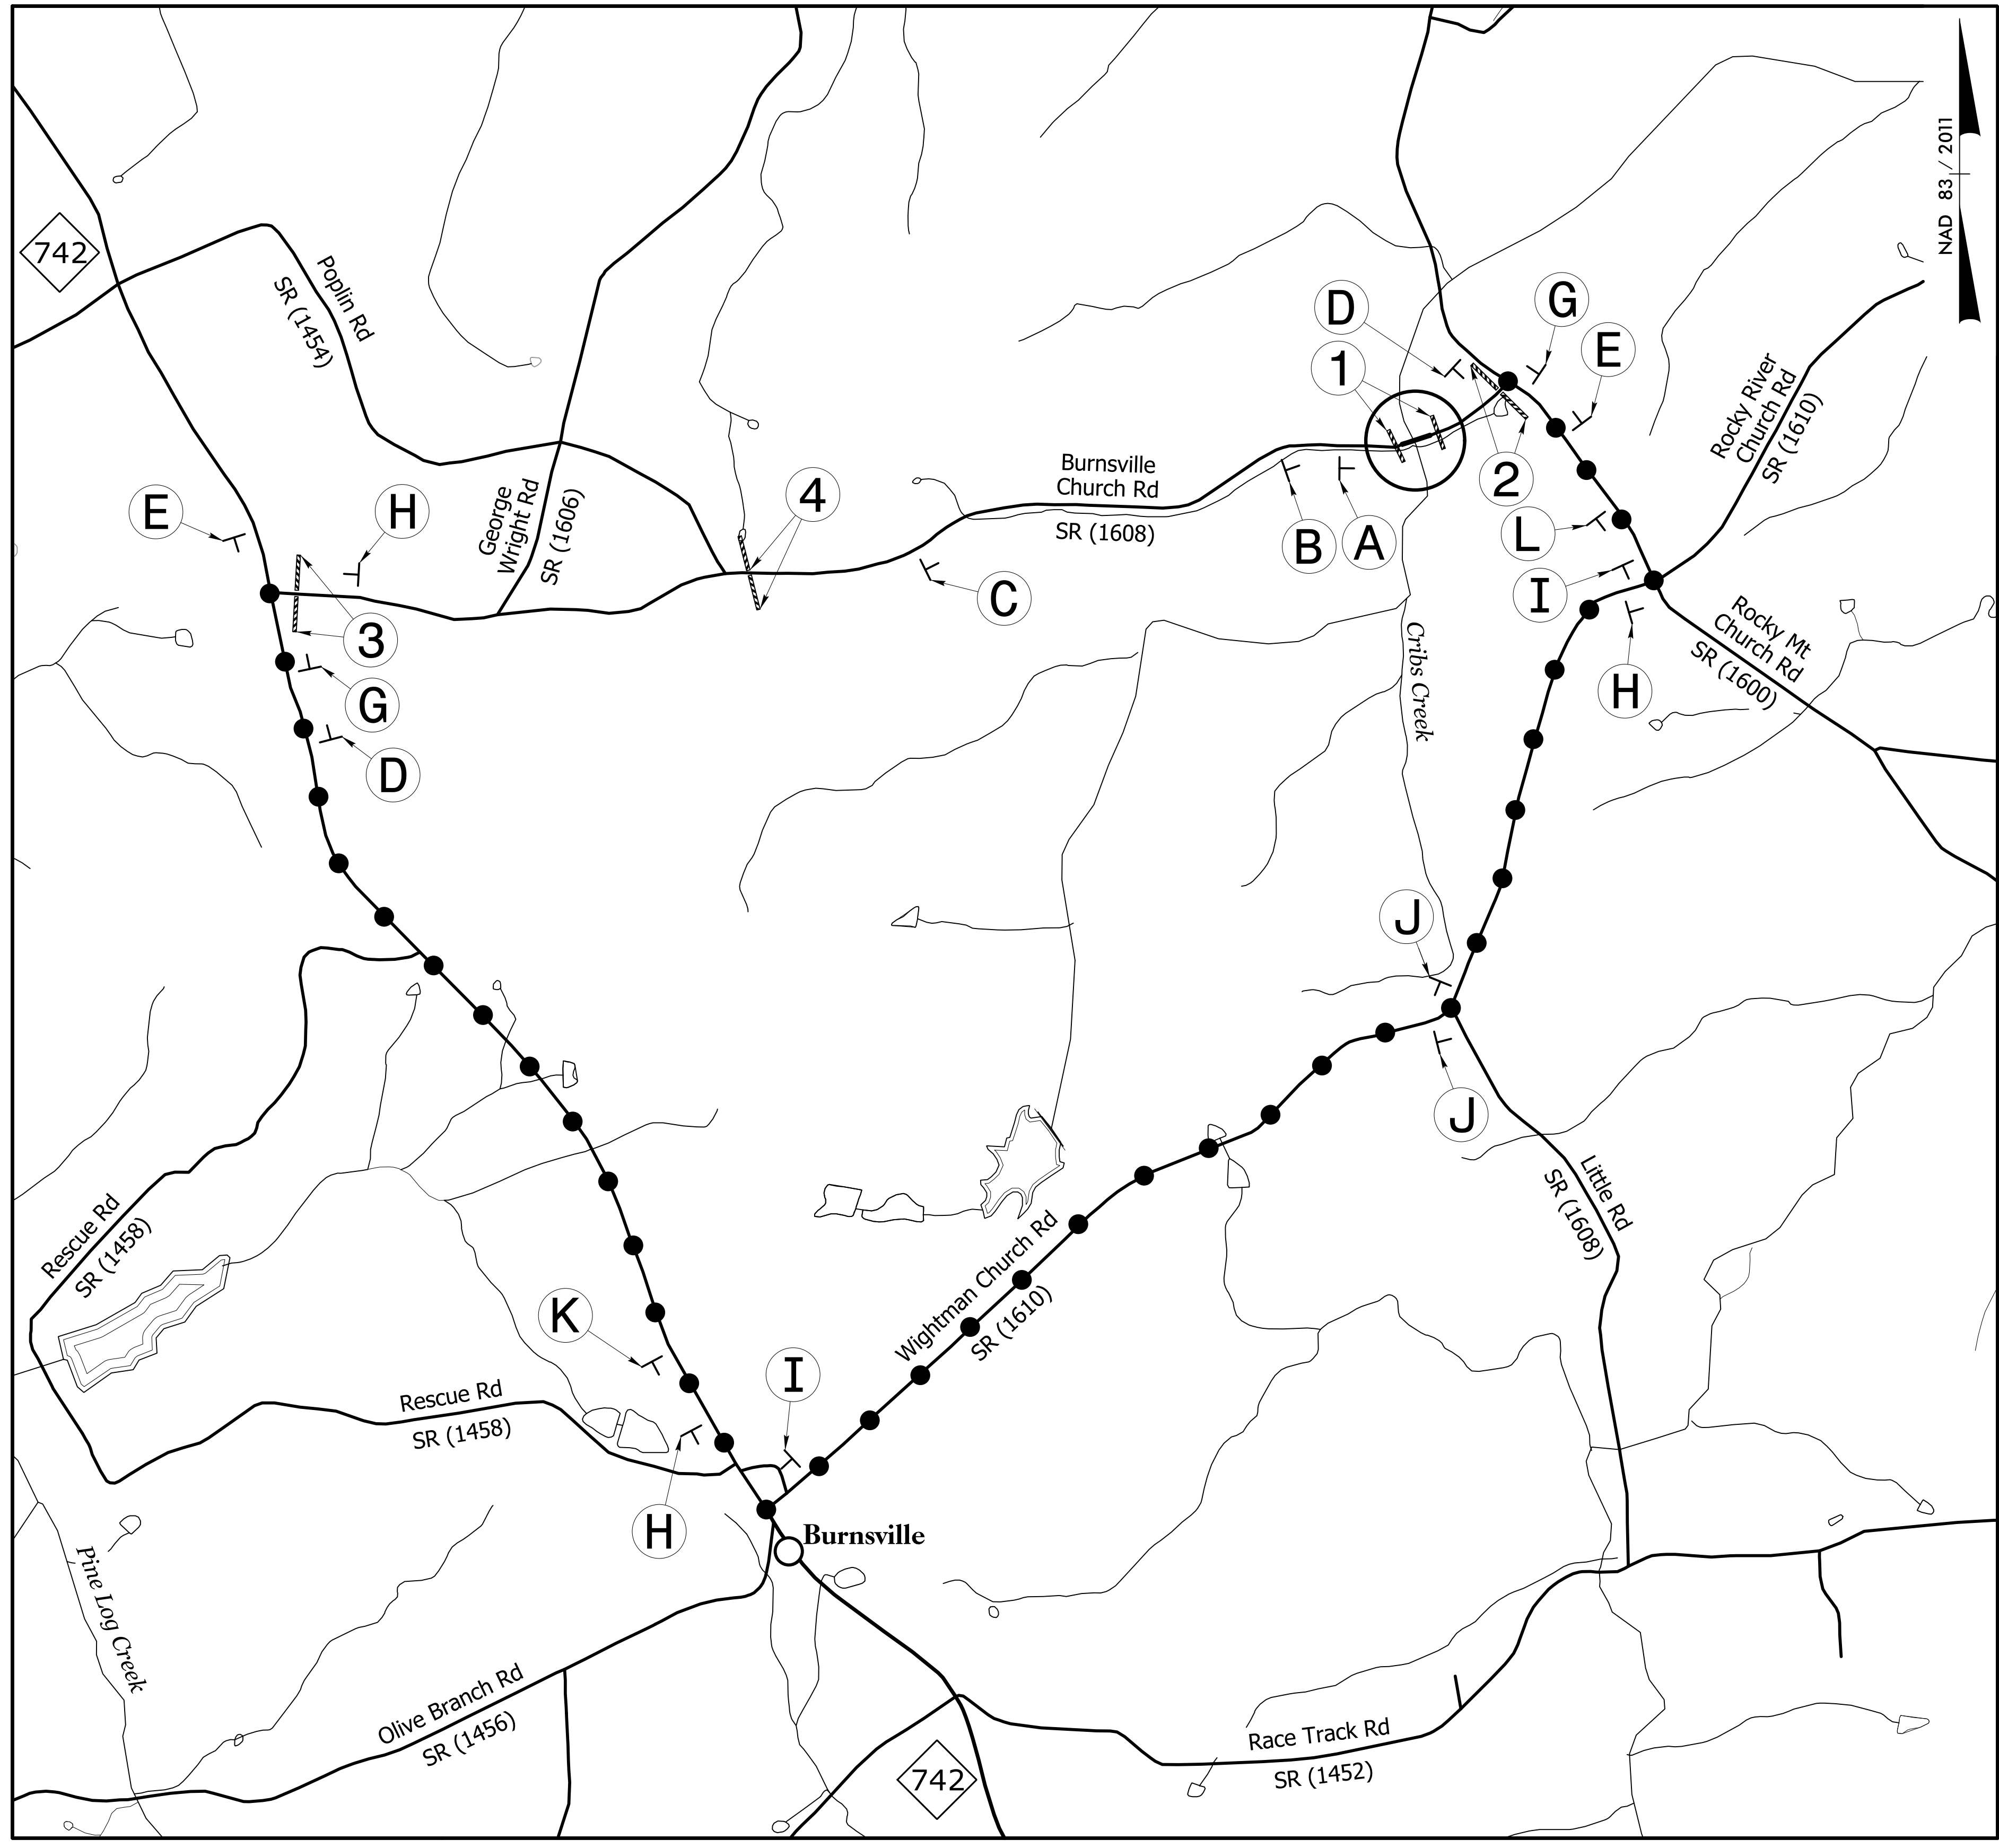 NAD 83 / 2011
742
Poplin Rd
SR (1454)
D
G
1
E
Rocky River
Church Rd
SR (1610)
E
H
George
Wright Rd
SR (1606)
4
Burnsville
Church Rd
SR (1608)
2
B
A
L
C
I
3
G
D
Cribs Creek
H
Rocky Mt
Church Rd
SR (1600)
J
J
Little Rd
SR (1608)
Rescue Rd
SR (1458)
Wightman Church Rd
SR (1610)
K
I
Rescue Rd
SR (1458)
H
Burnsville
Pine Log Creek
Olive Branch Rd
SR (1456)
742
Race Track Rd
SR (1452)